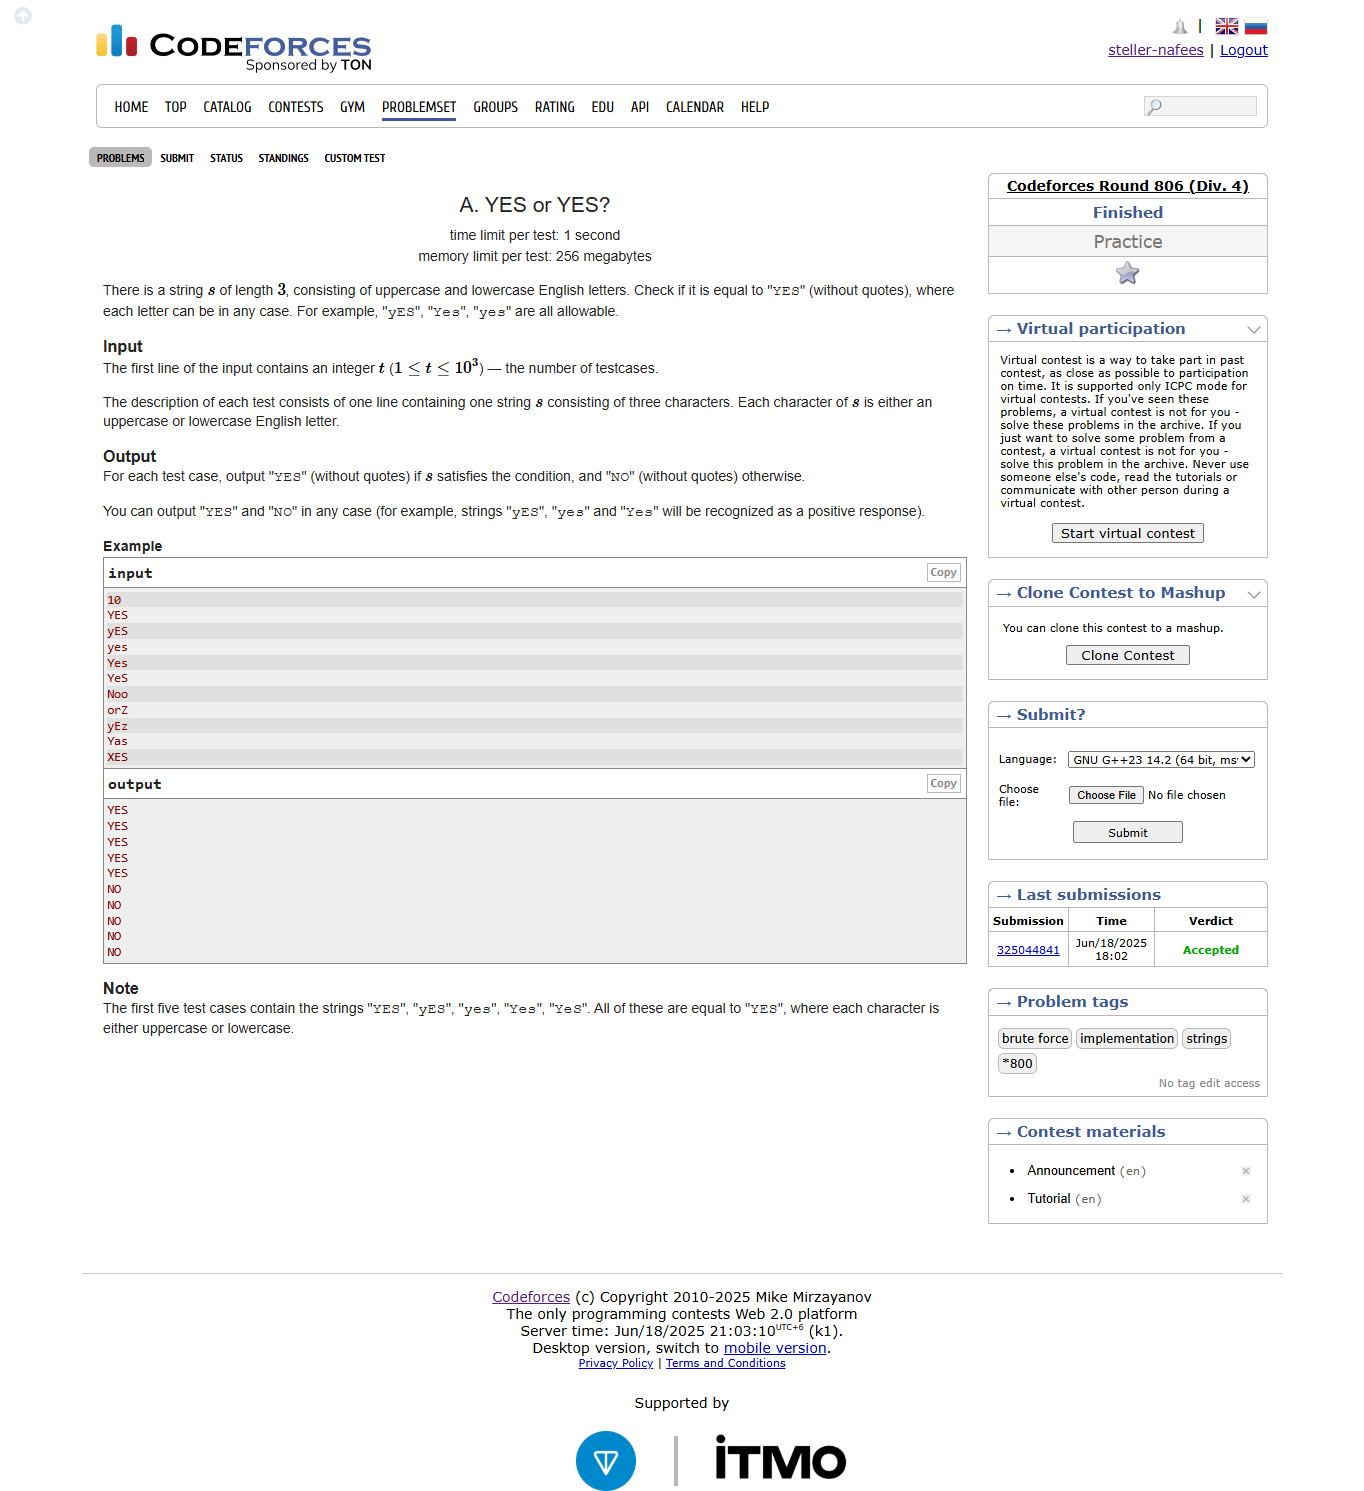 CODEFORCES
Sponsored by TON
|
steller-nafees | Logout
HOME TOP CATALOG CONTESTS GYM PROBLEMSET GROUPS RATING EDU API CALENDAR HELP
PROBLEMS SUBMIT STATUS STANDINGS CUSTOM TEST
A. YES or YES?
time limit per test: 1 second
memory limit per test: 256 megabytes
There is a string s of length 3, consisting of uppercase and lowercase English letters. Check if it is equal to "YES" (without quotes), where
each letter can be in any case. For example, "yES", "Yes", "yes" are all allowable.
Input
The first line of the input contains an integer t (1 ≤ t ≤ 10³) — the number of testcases.
The description of each test consists of one line containing one string s consisting of three characters. Each character of s is either an
uppercase or lowercase English letter.
Output
For each test case, output "YES" (without quotes) if s satisfies the condition, and "NO" (without quotes) otherwise.
You can output "YES" and "NO" in any case (for example, strings "yES", "yes" and "Yes" will be recognized as a positive response).
Example
input Copy
10
YES
yES
yes
Yes
YeS
Noo
orZ
yEz
Yas
XES
output Copy
YES
YES
YES
YES
YES
NO
NO
NO
NO
NO
Note
The first five test cases contain the strings "YES", "yES", "yes", "Yes", "YeS". All of these are equal to "YES", where each character is
either uppercase or lowercase.
Codeforces Round 806 (Div. 4)
Finished
Practice
→ Virtual participation
Virtual contest is a way to take part in past
contest, as close as possible to participation
on time. It is supported only ICPC mode for
virtual contests. If you've seen these
problems, a virtual contest is not for you -
solve these problems in the archive. If you
just want to solve some problem from a
contest, a virtual contest is not for you -
solve this problem in the archive. Never use
someone else's code, read the tutorials or
communicate with other person during a
virtual contest.
Start virtual contest
→ Clone Contest to Mashup
You can clone this contest to a mashup.
Clone Contest
→ Submit?
Language: GNU G++23 14.2 (64 bit, ms
Choose
file: Choose File No file chosen
Submit
→ Last submissions
Submission Time Verdict
325044841 Jun/18/2025
18:02 Accepted
→ Problem tags
brute force implementation strings
*800
No tag edit access
→ Contest materials
• Announcement (en)
• Tutorial (en)
Codeforces (c) Copyright 2010-2025 Mike Mirzayanov
The only programming contests Web 2.0 platform
Server time: Jun/18/2025 21:03:10 UTC+6 (k1).
Desktop version, switch to mobile version.
Privacy Policy | Terms and Conditions
Supported by
iTMO